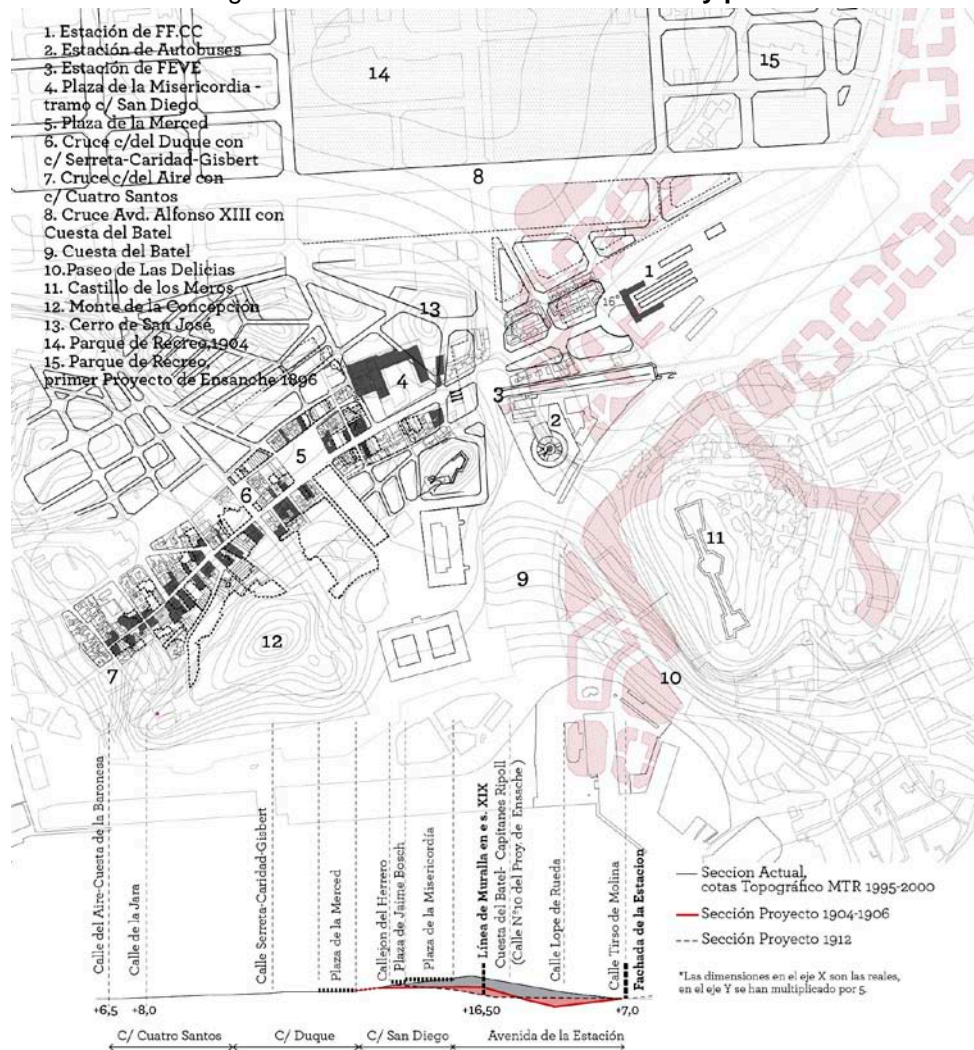 1. Estación de FF.CC
2. Estación de Autobuses
3. Estación de FEVE
4. Plaza de la Misericordia -
tramo c/ San Diego
5. Plaza de la Merced
6. Cruce c/del Duque con
c/ Serreta-Caridad-Gisbert
7. Cruce c/del Aire con
c/ Cuatro Santos
8. Cruce Avd. Alfonso XIII con
Cuesta del Batel
9. Cuesta del Batel
10.Paseo de Las Delicias
11. Castillo de los Moros
12. Monte de la Concepción
13. Cerro de San José
14. Parque de Recreo,1904
15. Parque de Recreo,
primer Proyecto de Ensanche 1896
14
15
8
1
16°
13
4
3
2
5
6
11
9
12
7
10
Calle del Aire-Cuesta de la Baronesa
Calle de la Jara
Calle Serreta-Caridad-Gisbert
Plaza de la Merced
Callejon del Herrero
Plaza de Jaime Bosch
Plaza de la Misericordía
Línea de Muralla en e s. XIX
Cuesta del Batel- Capitanes Ripoll
(Calle Nº10 del Proy. de Ensache)
Calle Lope de Rueda
Calle Tirso de Molina
Fachada de la Estacion
Seccion Actual,
cotas Topográfico MTR 1995-2000
Sección Proyecto 1904-1906
Sección Proyecto 1912
*Las dimensiones en el eje X son las reales,
en el eje Y se han multiplicado por 5.
+6,5 +8,0 +16,50 +7,0
C/ Cuatro Santos C/ Duque C/ San Diego Avenida de la Estación